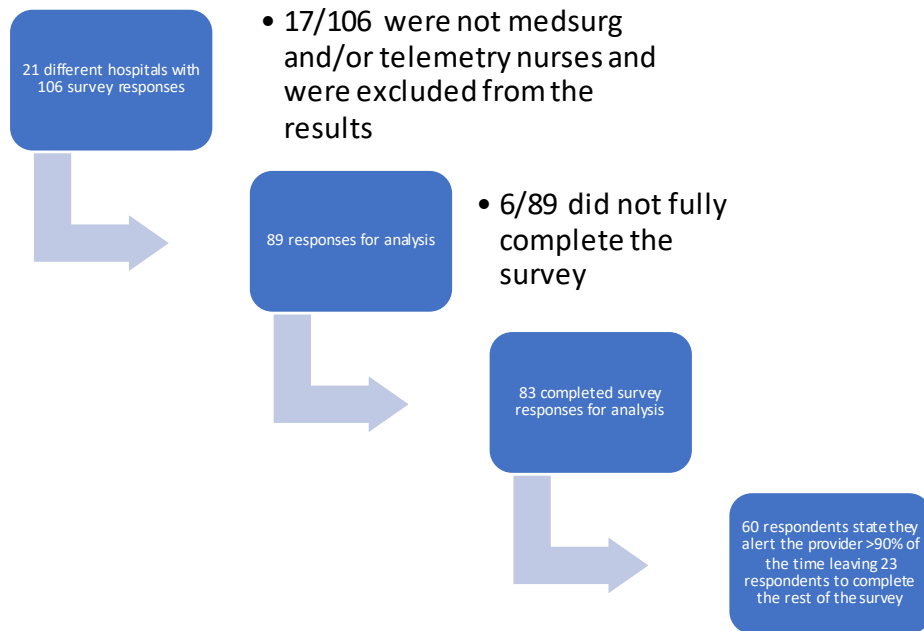 21 different hospitals with
106 survey responses
• 17/106 were not medsurg
and/or telemetry nurses and
were excluded from the
results
89 responses for analysis
• 6/89 did not fully
complete the
survey
83 completed survey
responses for analysis
60 respondents state they
alert the provider >90% of
the time leaving 23
respondents to complete
the rest of the survey